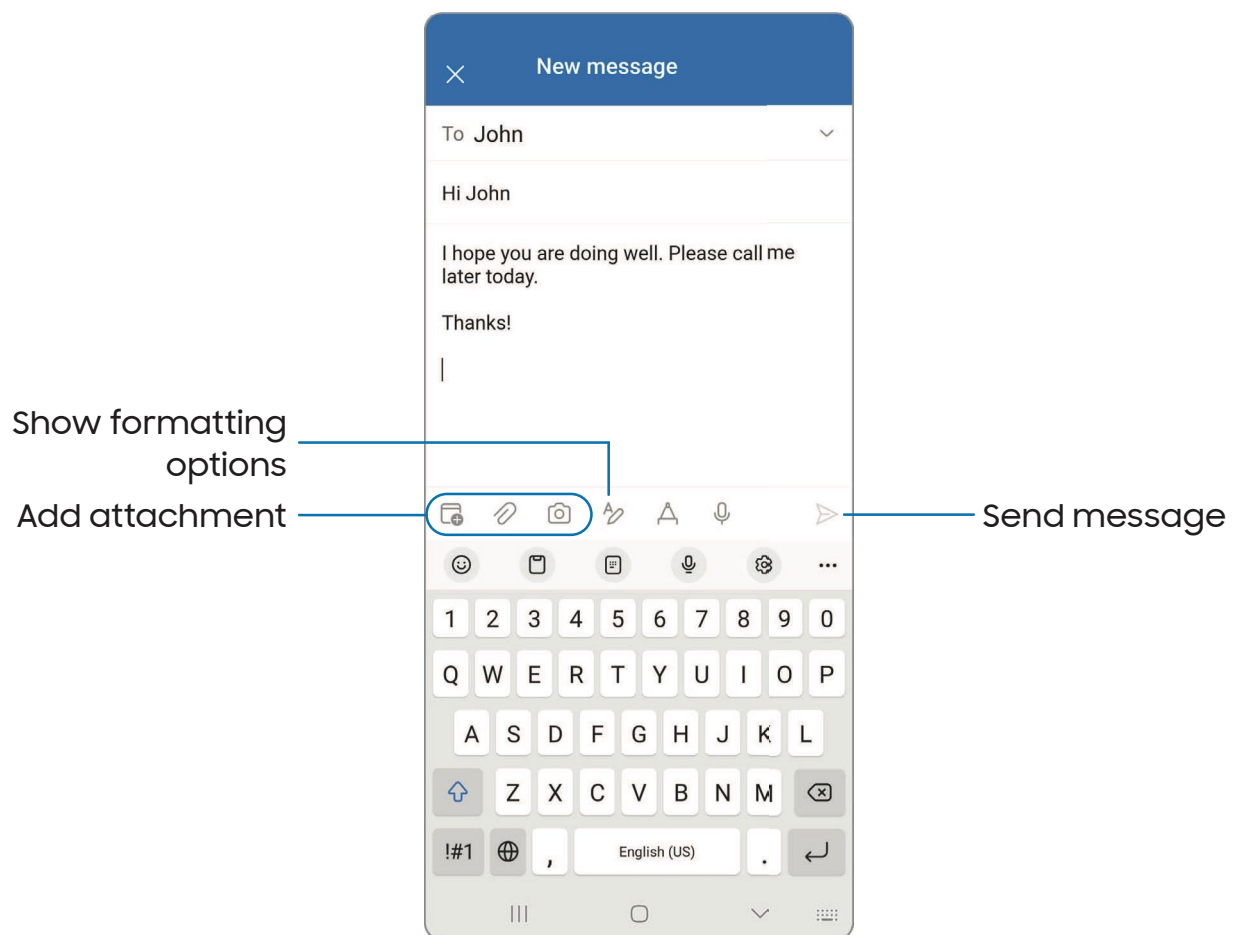 New message
To John
Hi John
I hope you are doing well. Please call me
later today.
Thanks!
Show formatting
options
Add attachment
Send message
1 2 3 4 5 6 7 8 9 0
Q W E R T Y U I O P
A S D F G H J K L
Z X C V B N M
!#1 , English (US) .